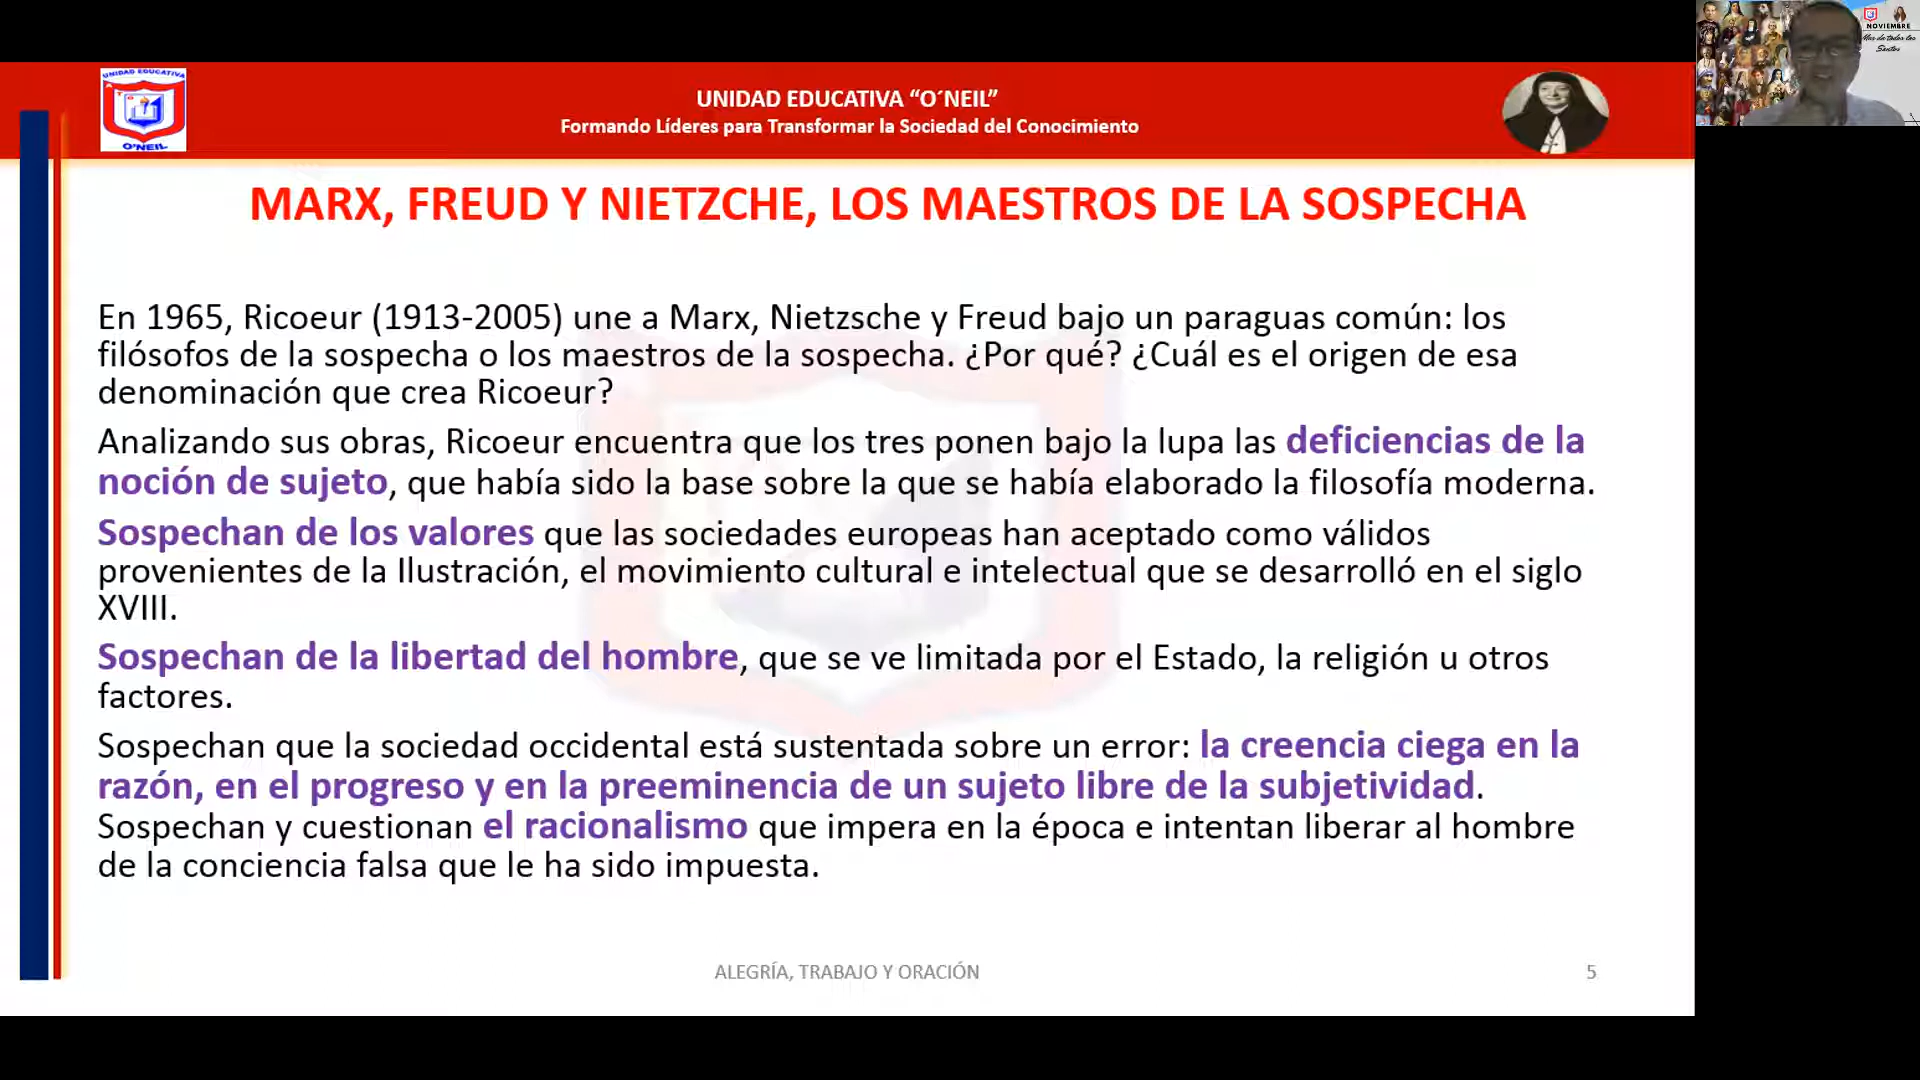 UNIDAD EDUCATIVA
O'NEIL
UNIDAD EDUCATIVA “O´NEIL”
Formando Líderes para Transformar la Sociedad del Conocimiento
NOVIEMBRE
MARX, FREUD Y NIETZCHE, LOS MAESTROS DE LA SOSPECHA
En 1965, Ricoeur (1913-2005) une a Marx, Nietzsche y Freud bajo un paraguas común: los
filósofos de la sospecha o los maestros de la sospecha. ¿Por qué? ¿Cuál es el origen de esa
denominación que crea Ricoeur?
Analizando sus obras, Ricoeur encuentra que los tres ponen bajo la lupa las deficiencias de la
noción de sujeto, que había sido la base sobre la que se había elaborado la filosofía moderna.
Sospechan de los valores que las sociedades europeas han aceptado como válidos
provenientes de la Ilustración, el movimiento cultural e intelectual que se desarrolló en el siglo
XVIII.
Sospechan de la libertad del hombre, que se ve limitada por el Estado, la religión u otros
factores.
Sospechan que la sociedad occidental está sustentada sobre un error: la creencia ciega en la
razón, en el progreso y en la preeminencia de un sujeto libre de la subjetividad.
Sospechan y cuestionan el racionalismo que impera en la época e intentan liberar al hombre
de la conciencia falsa que le ha sido impuesta.
ALEGRÍA, TRABAJO Y ORACIÓN
5